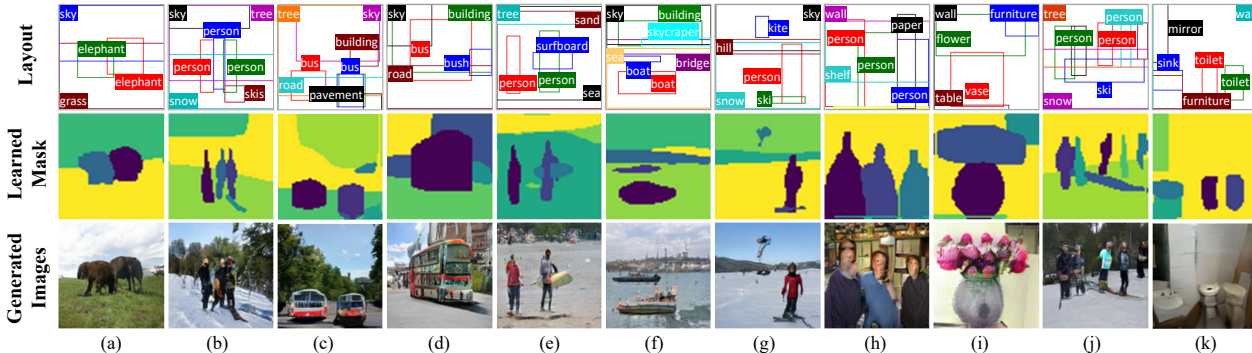 Layout
sky
elephant
elephant
grass
sky
tree
person
person
person
snow
skis
tree
sky
building
bus
bus
road
pavement
sky
building
bus
bush
road
tree
sand
surfboard
person
person
sea
sky
building
skycraper
sea
bridge
boat
boat
sky
kite
hill
person
snow
ski
wall
paper
person
person
shelf
person
wall
furniture
flower
vase
table
tree
person
person
person
ski
snow
wa
mirror
sink
toilet
toilet
furniture
Learned
Mask
Generated
Images
(a)
(b)
(c)
(d)
(e)
(f)
(g)
(h)
(i)
(j)
(k)